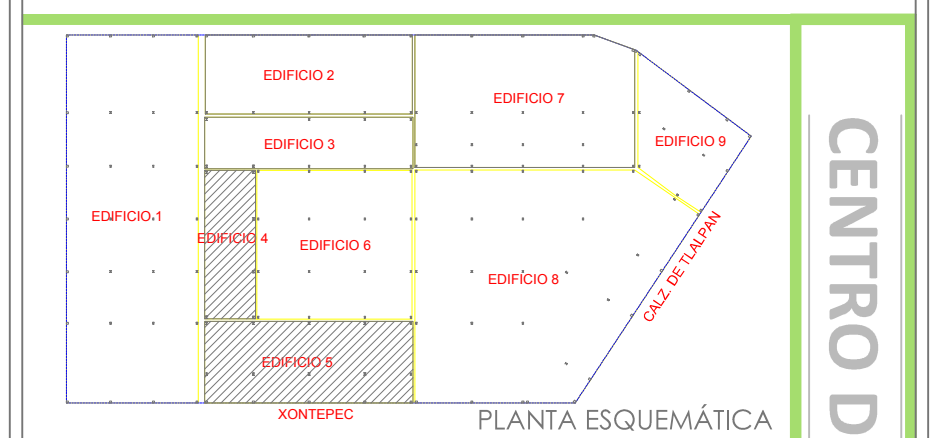 EDIFICIO 2
EDIFICIO 7
EDIFICIO 3
EDIFICIO 9
EDIFICIO 1
EDIFICIO 4
EDIFICIO 6
EDIFICIO 8
CALZ. DE TLALPAN
EDIFICIO 5
XONTEPEC
PLANTA ESQUEMÁTICA
CENTRO D